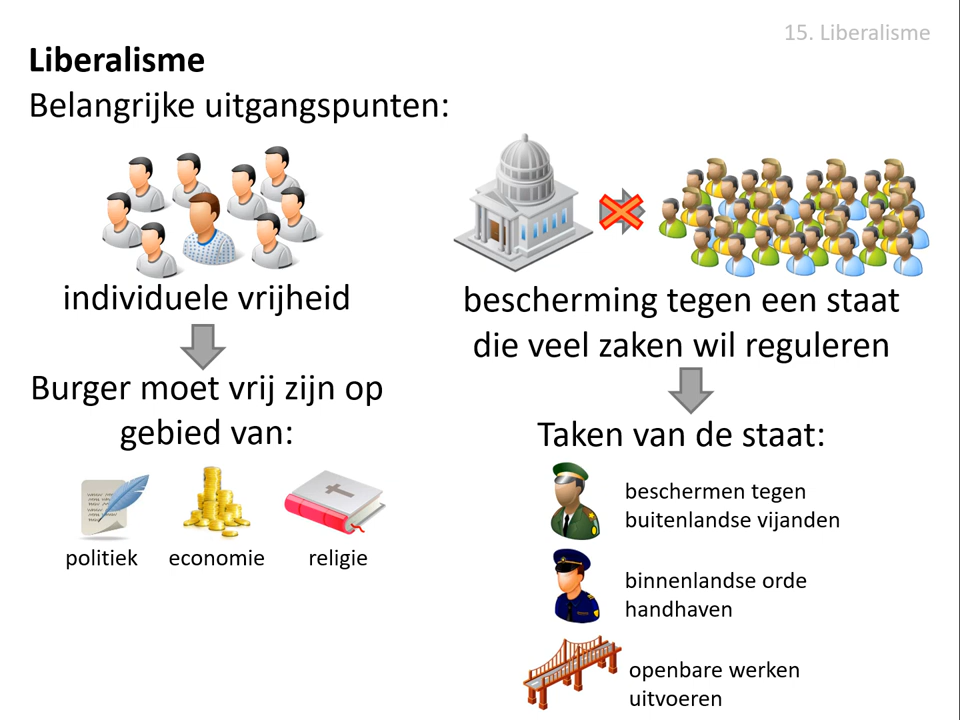 15. Liberalisme
Liberalisme
Belangrijke uitgangspunten:
individuele vrijheid
Burger moet vrij zijn op
gebied van:
politiek
economie
religie
bescherming tegen een staat
die veel zaken wil reguleren
Taken van de staat:
beschermen tegen
buitenlandse vijanden
binnenlandse orde
handhaven
openbare werken
uitvoeren